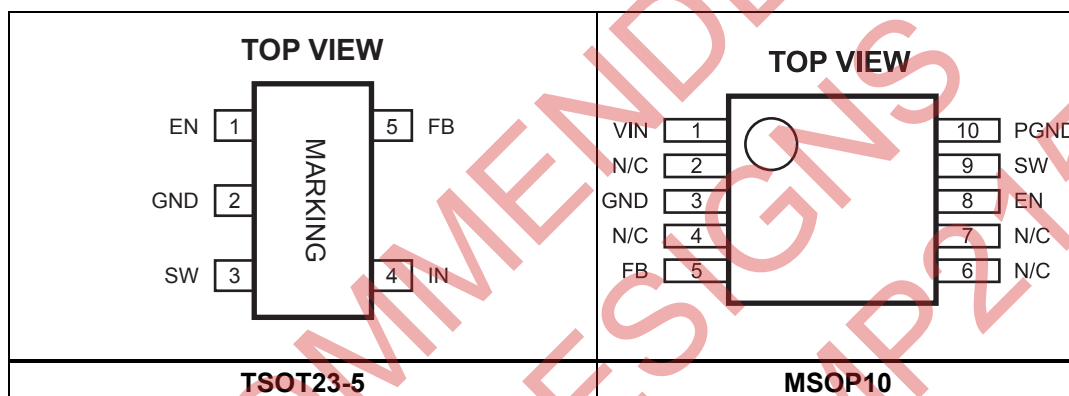 TOP VIEW
EN 1
5 FB
GND 2
SW 3
4 IN
MARKING
TSOT23-5
TOP VIEW
VIN 1
10 PGND
N/C 2
9 SW
GND 3
8 EN
N/C 4
7 N/C
FB 5
6 N/C
MSOP10